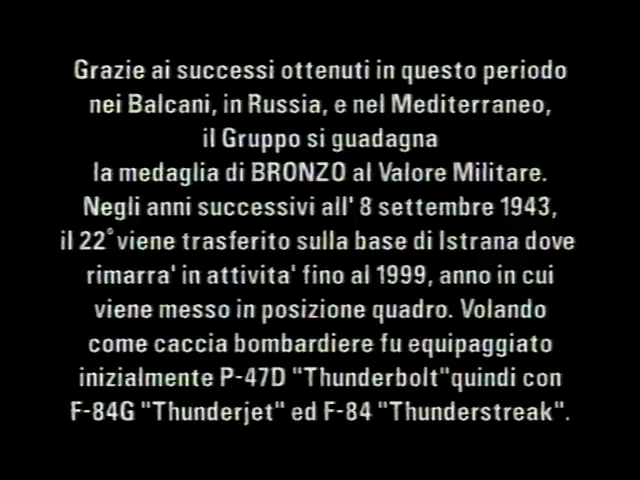 Grazie ai successi ottenuti in questo periodo
nei Balcani, in Russia, e nel Mediterraneo,
il Gruppo si guadagna
la medaglia di BRONZO al Valore Militare.
Negli anni successivi all' 8 settembre 1943,
il 22° viene trasferito sulla base di Istrana dove
rimarra' in attivita' fino al 1999, anno in cui
viene messo in posizione quadro. Volando
come caccia bombardiere fu equipaggiato
inizialmente P-47D "Thunderbolt"quindi con
F-84G "Thunderjet" ed F-84 "Thunderstreak".